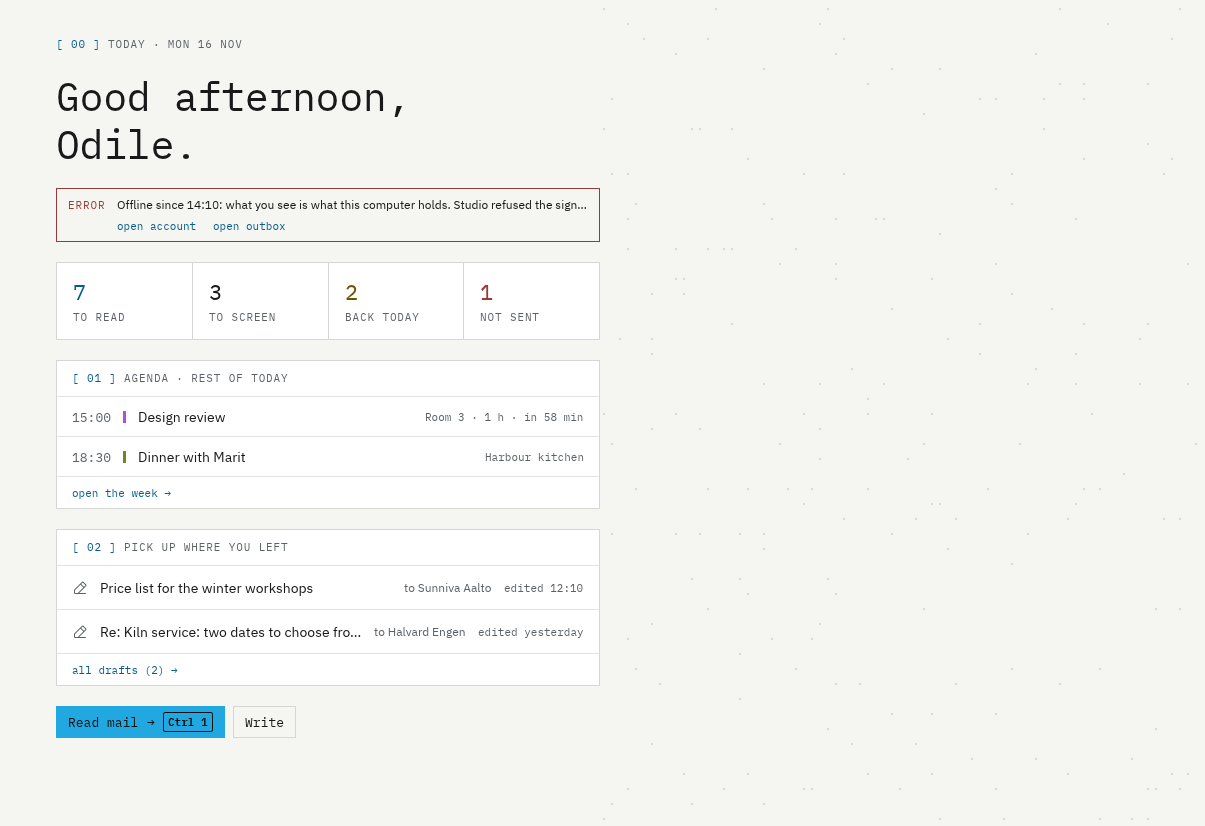 [ 00 ] TODAY · MON 16 NOV
Good afternoon,
Odile.
ERROR Offline since 14:10: what you see is what this computer holds. Studio refused the sign…
open account open outbox
7 3 2 1
TO READ TO SCREEN BACK TODAY NOT SENT
[ 01 ] AGENDA · REST OF TODAY
15:00 Design review Room 3 · 1 h · in 58 min
18:30 Dinner with Marit Harbour kitchen
open the week →
[ 02 ] PICK UP WHERE YOU LEFT
Price list for the winter workshops to Sunniva Aalto edited 12:10
Re: Kiln service: two dates to choose fro… to Halvard Engen edited yesterday
all drafts (2) →
Read mail → Ctrl 1 Write